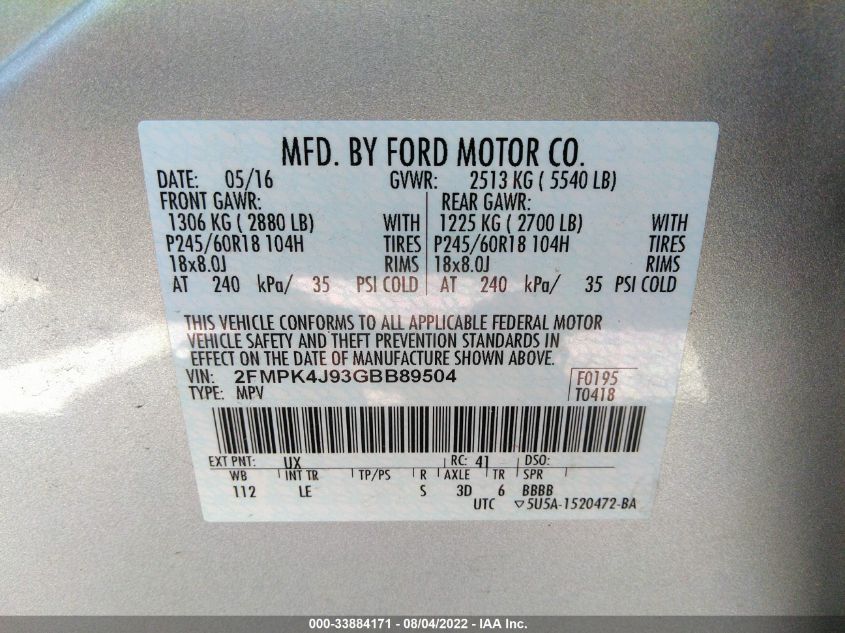 MFD. BY FORD MOTOR CO.
DATE: 05/16 GVWR: 2513 KG ( 5540 LB)
FRONT GAWR: REAR GAWR:
1306 KG ( 2880 LB) WITH 1225 KG ( 2700 LB) WITH
P245/60R18 104H TIRES P245/60R18 104H TIRES
18x8.0J RIMS 18x8.0J RIMS
AT 240 kPa/ 35 PSI COLD AT 240 kPa/ 35 PSI COLD
THIS VEHICLE CONFORMS TO ALL APPLICABLE FEDERAL MOTOR
VEHICLE SAFETY AND THEFT PREVENTION STANDARDS IN
EFFECT ON THE DATE OF MANUFACTURE SHOWN ABOVE.
VIN: 2FMPK4J93GBB89504 F0195
TYPE: MPV T0418
EXT PNT: UX RC: 41 DSO:
WB INT TR TP/PS R AXLE TR SPR
112 LE S 3D 6 BBBB
UTC ▽5U5A-1520472-BA
000-33884171 - 08/04/2022 - IAA Inc.